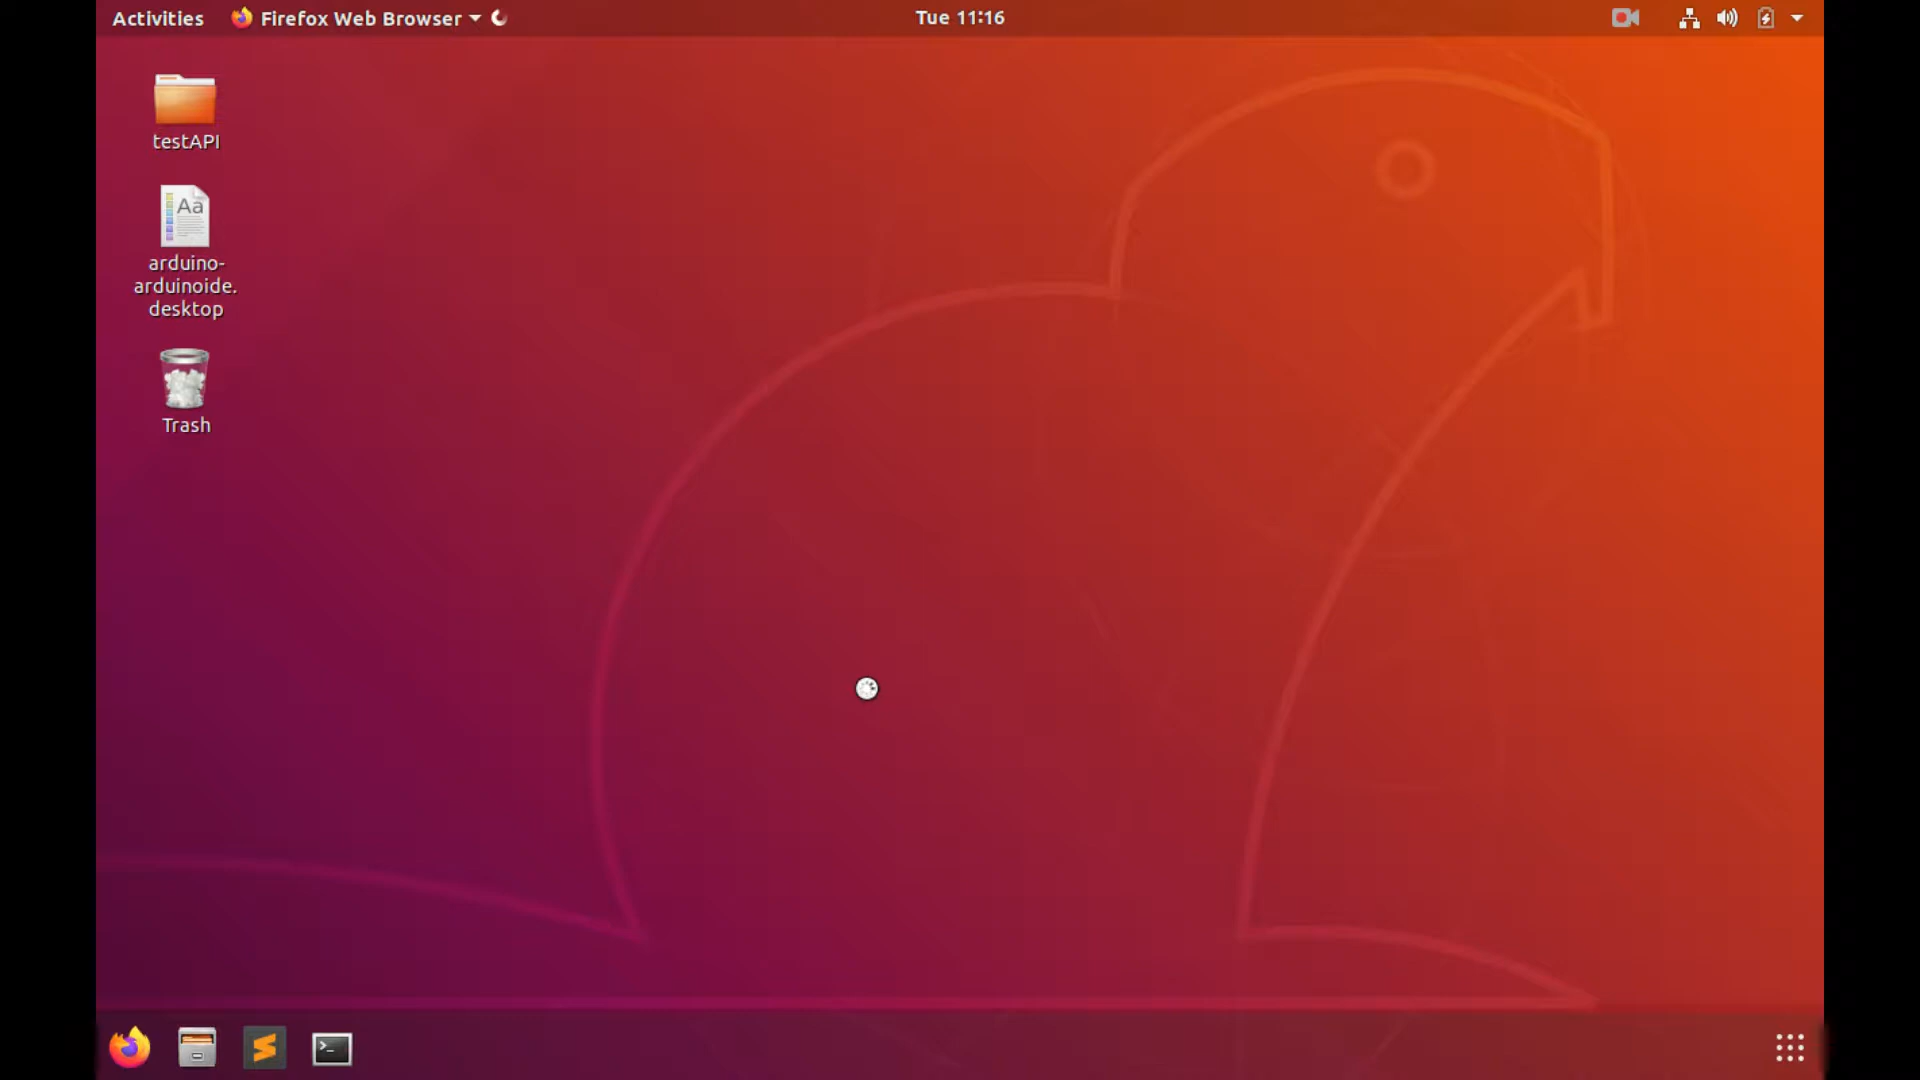 Activities Firefox Web Browser Tue 11:16
testAPI
arduino-
arduinoide.
desktop
Trash